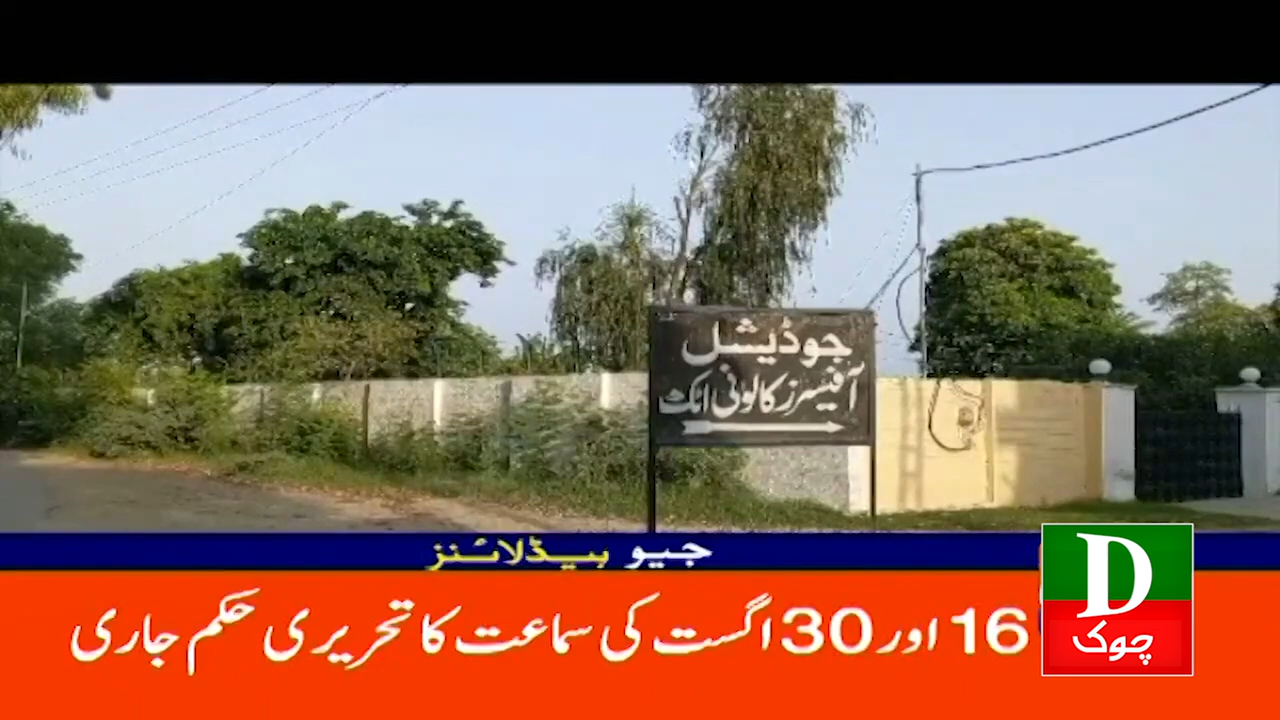 جوڈیشل
آفیسرز کالونی اٹک
جیو ہیڈلائنز
16 اور 30 اگست کی سماعت کا تحریری حکم جاری
D
چوک